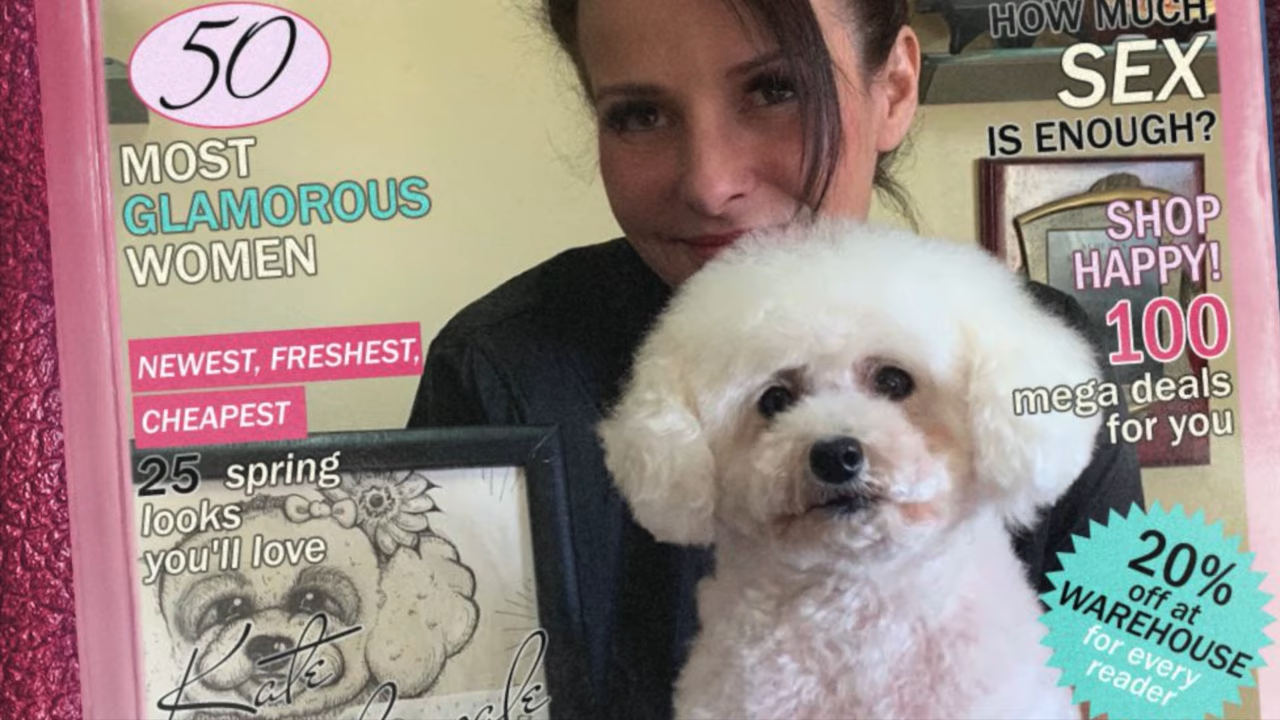 50
MOST
GLAMOROUS
WOMEN
NEWEST, FRESHEST,
CHEAPEST
25 spring
looks
you'll love
Kate
HOW MUCH
SEX
IS ENOUGH?
SHOP
HAPPY!
100
mega deals
for you
20%
off at
WAREHOUSE
for every
reader